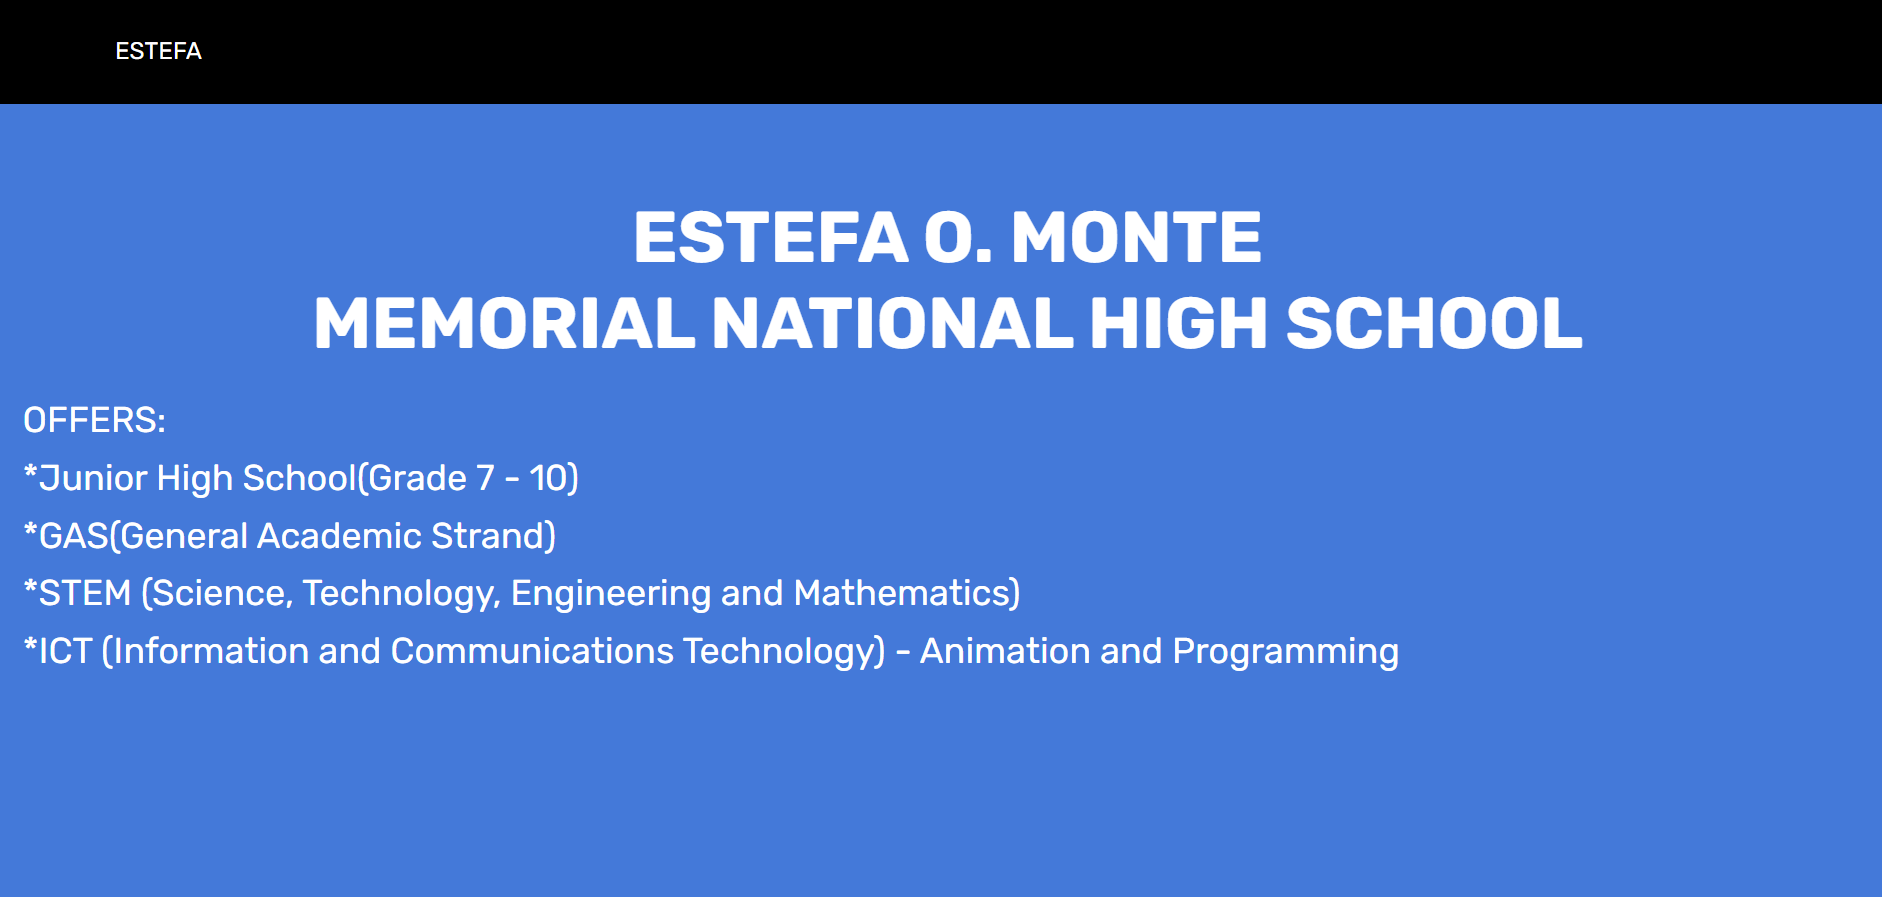 ESTEFA
ESTEFA O. MONTE
MEMORIAL NATIONAL HIGH SCHOOL
OFFERS:
*Junior High School(Grade 7 - 10)
*GAS(General Academic Strand)
*STEM (Science, Technology, Engineering and Mathematics)
*ICT (Information and Communications Technology) - Animation and Programming